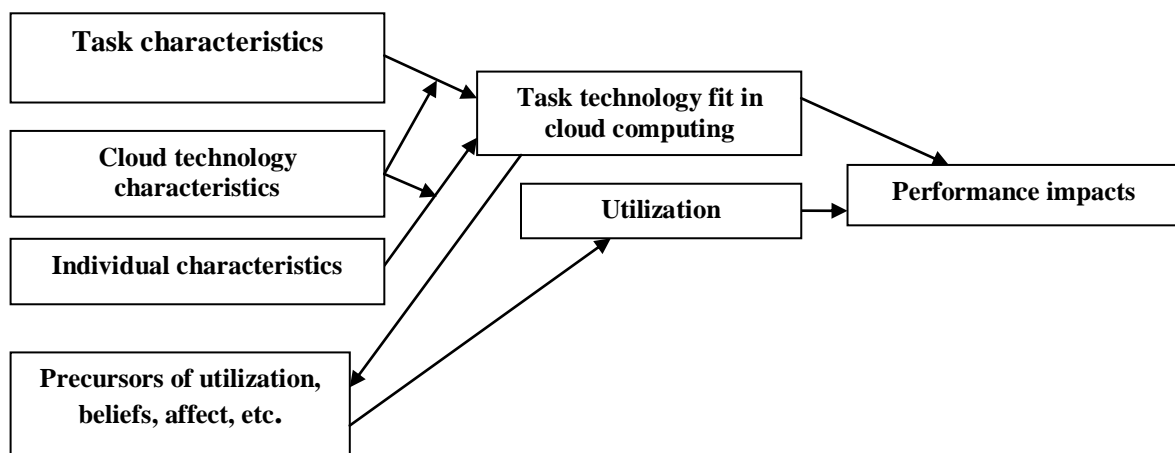 Task characteristics
Task technology fit in
cloud computing
Cloud technology
characteristics
Performance impacts
Utilization
Individual characteristics
Precursors of utilization,
beliefs, affect, etc.